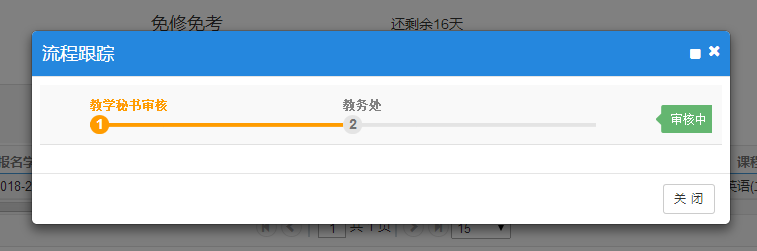 免修免考
还剩余16天
流程跟踪
教学秘书审核
教务处
1
2
审核中
报名学
课程
018-2
英语(
关 闭
1 共 1 页
15